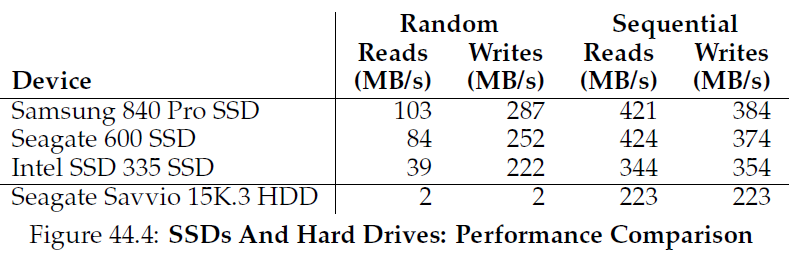 Random Sequential
Reads Writes Reads Writes
Device (MB/s) (MB/s) (MB/s) (MB/s)
Samsung 840 Pro SSD 103 287 421 384
Seagate 600 SSD 84 252 424 374
Intel SSD 335 SSD 39 222 344 354
Seagate Savvio 15K.3 HDD 2 2 223 223
Figure 44.4: SSDs And Hard Drives: Performance Comparison